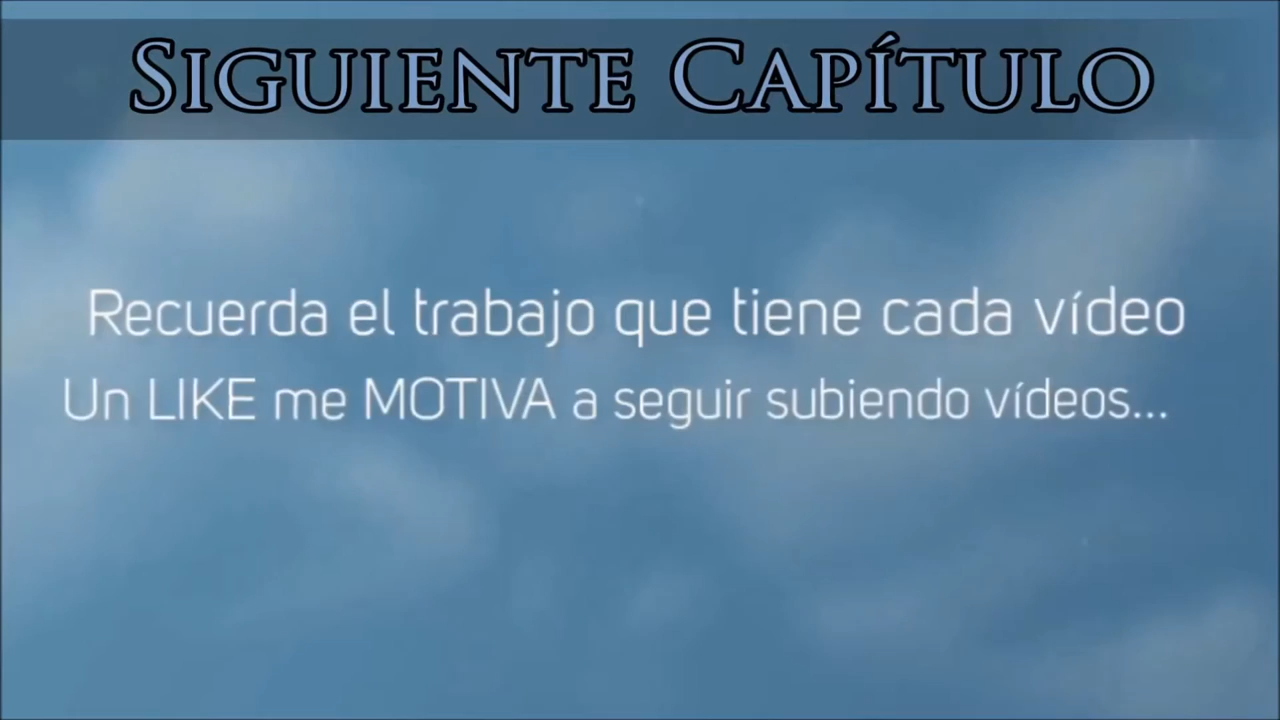 SIGUIENTE CAPÍTULO
Recuerda el trabajo que tiene cada vídeo
Un LIKE me MOTIVA a seguir subiendo vídeos...